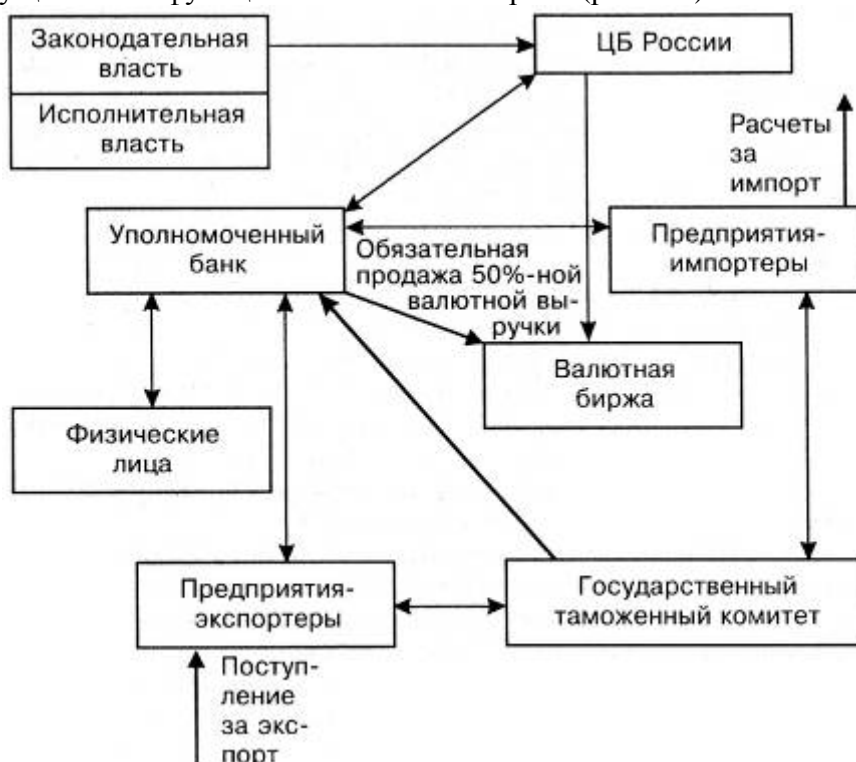 Законодательная
власть
Исполнительная
власть
ЦБ России
Расчеты
за
импорт
Уполномоченный
банк
Обязательная
продажа 50%-ной
валютной вы-
ручки
Предприятия-
импортеры
Валютная
биржа
Физические
лица
Предприятия-
экспортеры
Государственный
таможенный комитет
Поступ-
ление
за экс-
порт